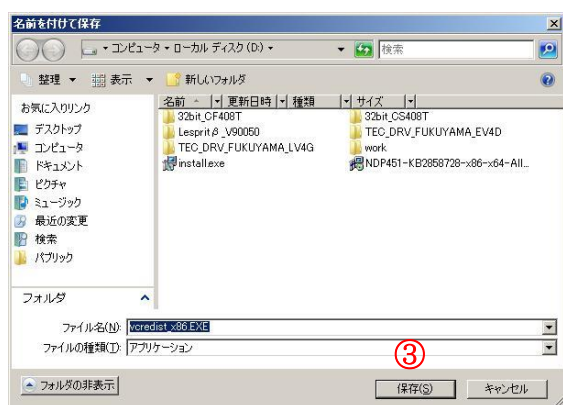 名前を付けて保存
コンピュータ ▾ ローカル ディスク (D:) ▾
検索
整理 ▼ 表示 ▼ 新しいフォルダ
お気に入りリンク
デスクトップ
コンピュータ
ドキュメント
ピクチャ
ミュージック
最近の変更
検索
パブリック
フォルダ
名前 更新日時 種類 サイズ
32bit_CF408T 32bit_CS408T
Lespritβ_V90050 TEC_DRV_FUKUYAMA_EV4D
TEC_DRV_FUKUYAMA_LV4G work
install.exe NDP451-KB2858728-x86-x64-All...
ファイル名(N): vcredist_x86.EXE
ファイルの種類(T): アプリケーション
③
フォルダの非表示 保存(S) キャンセル